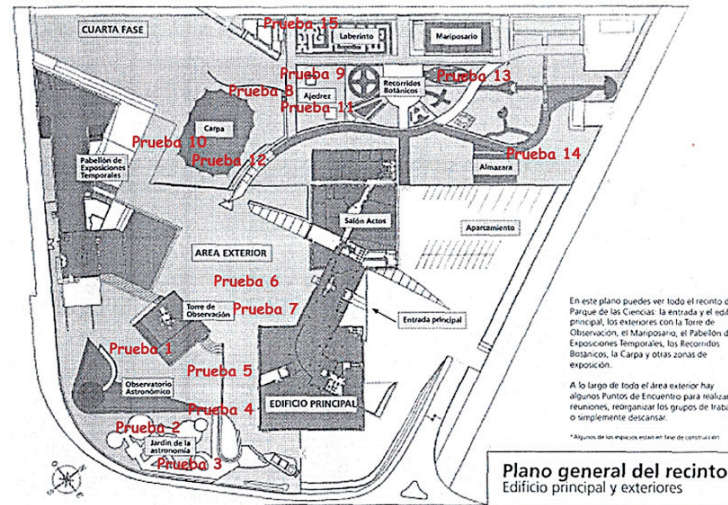 CUARTA FASE
Prueba 15
Laberinto
Mariposario
Prueba 9
Prueba 13
Recorridos
Botánicos
Prueba 8
Ajedrez
Prueba 11
Carpa
Prueba 10
Prueba 12
Prueba 14
Almazara
Pabellón de
Exposiciones
Temporales
Salón Actos
Aparcamiento
AREA EXTERIOR
Prueba 6
Prueba 7
Torre de
Observación
Entrada principal
Prueba 1
Prueba 5
Observatorio
Astronómico
Prueba 4
EDIFICIO PRINCIPAL
Prueba 2
Jardín de la
astronomía
Prueba 3
En este plano puedes ver todo el recinto d
Parque de las Ciencias: la entrada y el edif
principal, los exteriores con la Torre de
Observación, el Mariposario, el Pabellón d
Exposiciones Temporales, los Recorridos
Botánicos, la Carpa y otras zonas de
exposición.
A lo largo de todo el área exterior hay
algunos Puntos de Encuentro para realizar
reuniones, reorganizar los grupos de traba
o simplemente descansar.
*Algunos de los espacios están en fase de construcción
Plano general del recinto
Edificio principal y exteriores